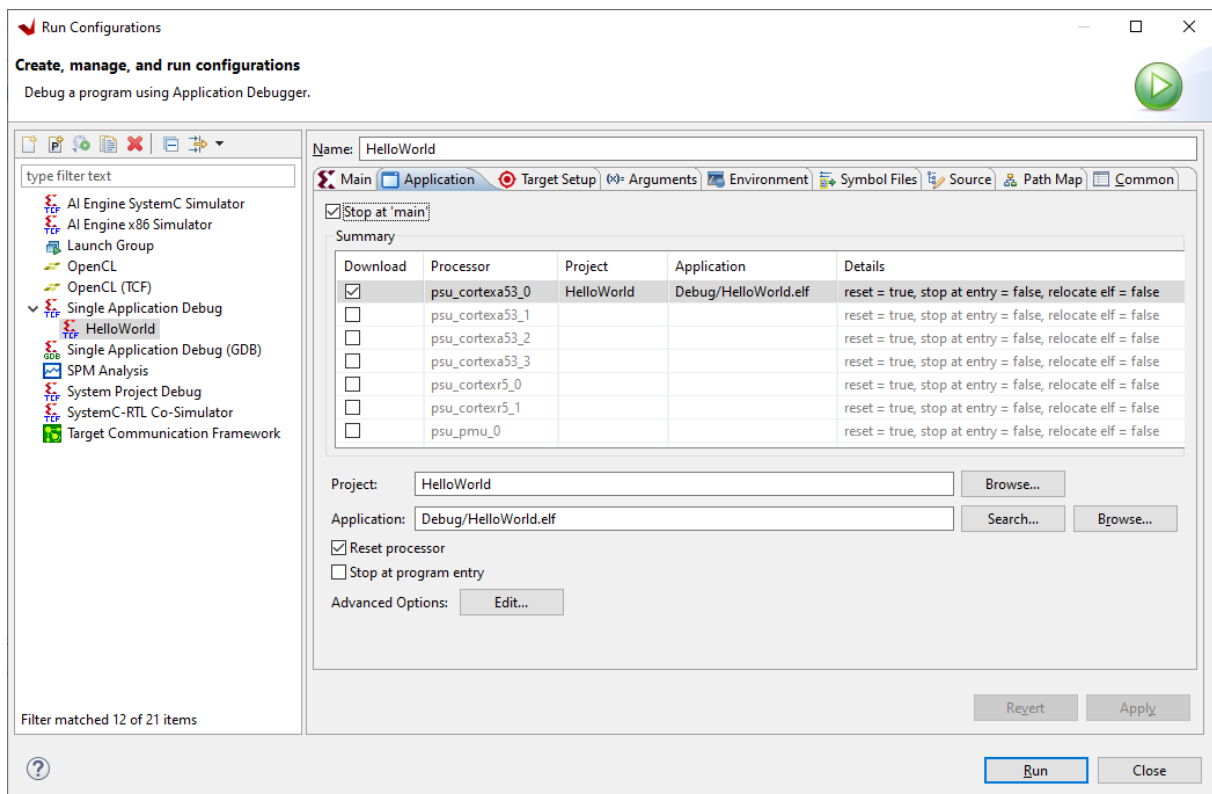 Run Configurations
Create, manage, and run configurations
Debug a program using Application Debugger.
type filter text
AI Engine SystemC Simulator
AI Engine x86 Simulator
Launch Group
OpenCL
OpenCL (TCF)
Single Application Debug
HelloWorld
Single Application Debug (GDB)
SPM Analysis
System Project Debug
SystemC-RTL Co-Simulator
Target Communication Framework
Filter matched 12 of 21 items
Name: HelloWorld
Main Application Target Setup (x)= Arguments Environment Symbol Files Source Path Map Common
Stop at 'main'
Summary
Download Processor Project Application Details
psu_cortexa53_0 HelloWorld Debug/HelloWorld.elf reset = true, stop at entry = false, relocate elf = false
psu_cortexa53_1 reset = true, stop at entry = false, relocate elf = false
psu_cortexa53_2 reset = true, stop at entry = false, relocate elf = false
psu_cortexa53_3 reset = true, stop at entry = false, relocate elf = false
psu_cortexr5_0 reset = true, stop at entry = false, relocate elf = false
psu_cortexr5_1 reset = true, stop at entry = false, relocate elf = false
psu_pmu_0 reset = true, stop at entry = false, relocate elf = false
Project: HelloWorld Browse...
Application: Debug/HelloWorld.elf Search... Browse...
Reset processor
Stop at program entry
Advanced Options: Edit...
Revert Apply
Run Close